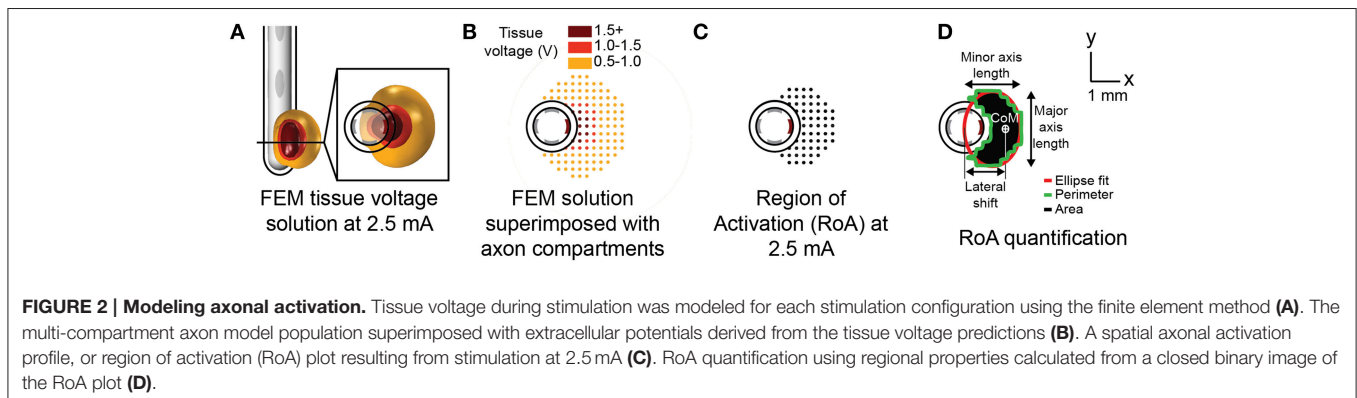 A
B
Tissue
voltage (V)
1.5+
1.0-1.5
0.5-1.0
C
D
Minor axis
length
CoM
Major
axis
length
Lateral
shift
Ellipse fit
Perimeter
Area
y
x
1 mm
FEM tissue voltage
solution at 2.5 mA
FEM solution
superimposed with
axon compartments
Region of
Activation (RoA) at
2.5 mA
RoA quantification
FIGURE 2 | Modeling axonal activation. Tissue voltage during stimulation was modeled for each stimulation configuration using the finite element method (A). The
multi-compartment axon model population superimposed with extracellular potentials derived from the tissue voltage predictions (B). A spatial axonal activation
profile, or region of activation (RoA) plot resulting from stimulation at 2.5 mA (C). RoA quantification using regional properties calculated from a closed binary image of
the RoA plot (D).